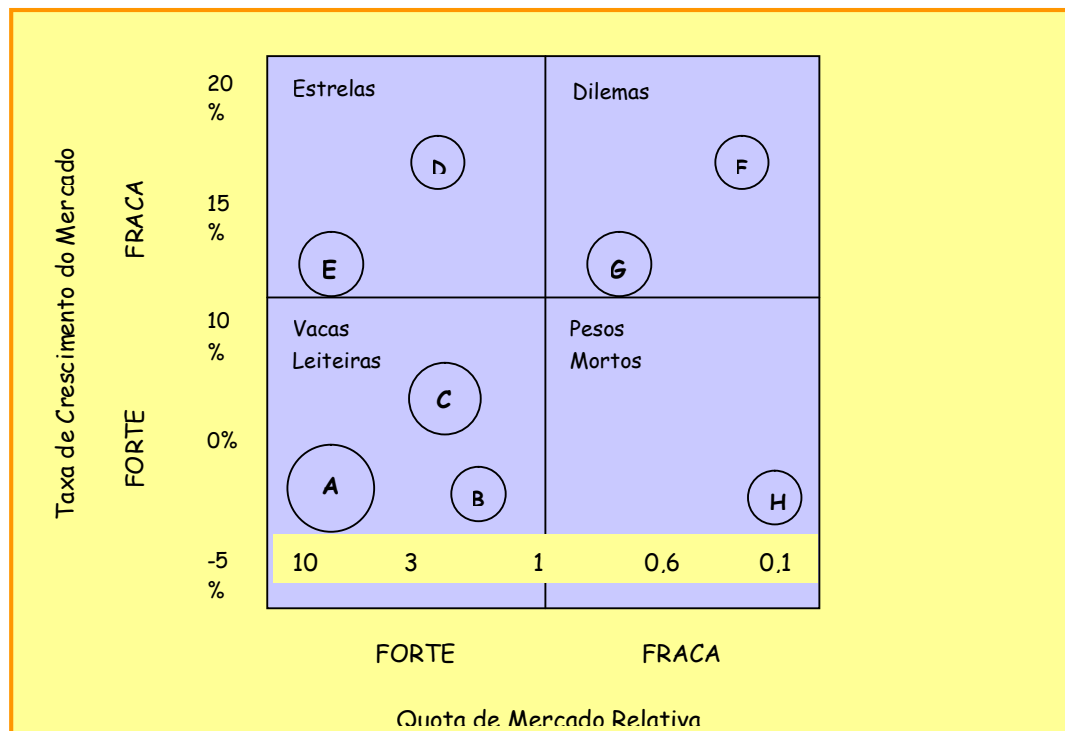 20
%
Estrelas
Dilemas
D
F
15
%
E
G
10
%
Vacas
Leiteiras
Pesos
Mortos
C
0%
A
B
H
-5
%
10 3 1 0,6 0,1
FORTE FRACA
Quota de Mercado Relativa
Taxa de Crescimento do Mercado
FRACA
FORTE